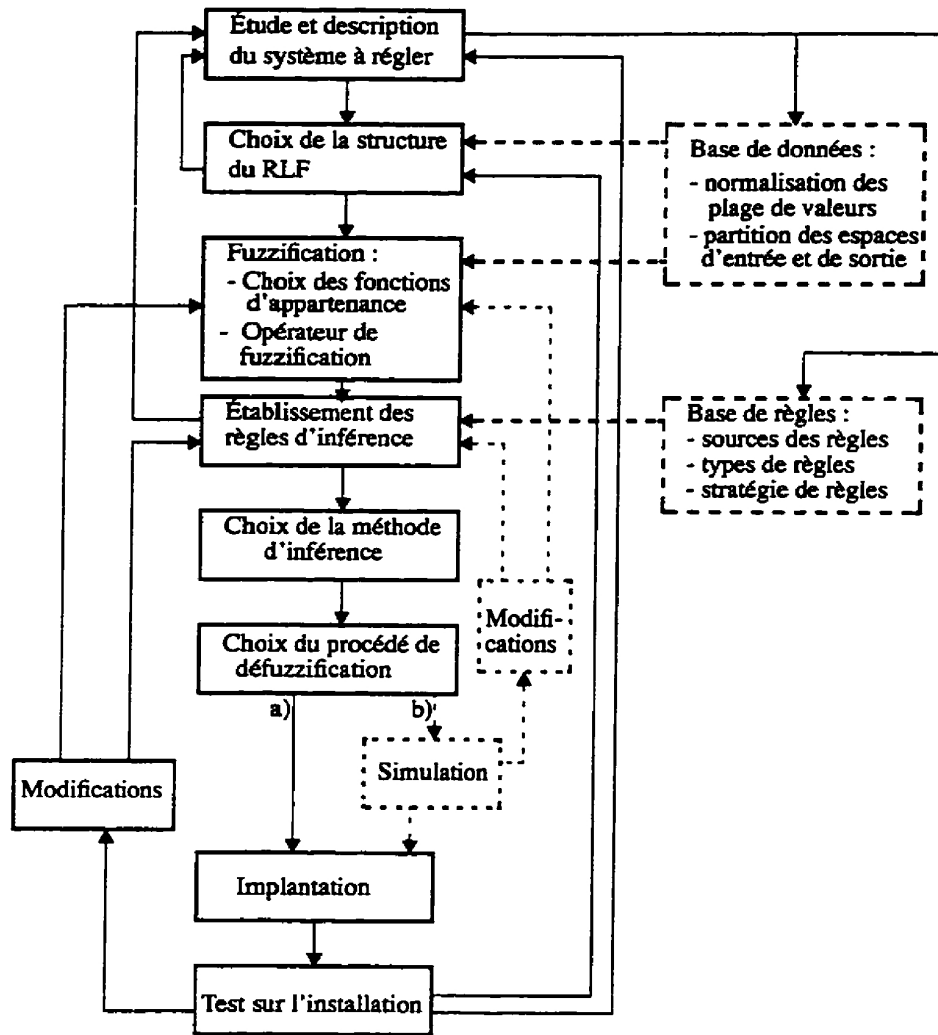 Étude et description
du système à régler
Choix de la structure
du RLF
Base de données :
- normalisation des
plage de valeurs
- partition des espaces
d'entrée et de sortie
Fuzzification :
- Choix des fonctions
d'appartenance
- Opérateur de
fuzzification
Établissement des
règles d'inférence
Base de règles :
- sources des règles
- types de règles
- stratégie de règles
Choix de la méthode
d'inférence
Modifi-
cations
Choix du procédé de
défuzzification
a)
b)
Simulation
Modifications
Implantation
Test sur l'installation